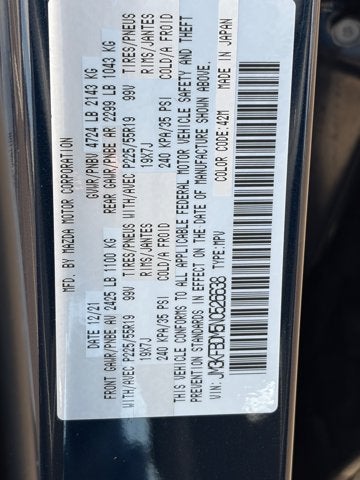 MFD. BY MAZDA MOTOR CORPORATION
DATE 12/21 GVWR/PNBV 4724 LB 2143 KG
FRONT GAWR/PNBE AV 2425 LB 1100 KG REAR GAWR/PNBE AR 2299 LB 1043 KG
WITH/AVEC P225/55R19 99V TIRES/PNEUS WITH/AVEC P225/55R19 99V TIRES/PNEUS
19X7J RIMS/JANTES 19X7J RIMS/JANTES
240 KPA/35 PSI COLD/A FROID 240 KPA/35 PSI COLD/A FROID
THIS VEHICLE CONFORMS TO ALL APPLICABLE FEDERAL MOTOR VEHICLE SAFETY AND THEFT
PREVENTION STANDARDS IN EFFECT ON THE DATE OF MANUFACTURE SHOWN ABOVE.
COLOR CODE: 42M MADE IN JAPAN
VIN: TYPE: MPV